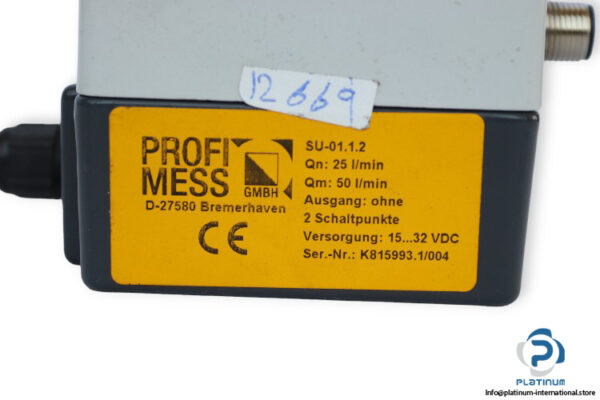 12669
PROFI
MESS
GMBH
D-27580 Bremerhaven
CE
SU-01.1.2
Qn: 25 l/min
Qm: 50 l/min
Ausgang: ohne
2 Schaltpunkte
Versorgung: 15...32 VDC
Ser.-Nr.: K815993.1/004
PLATINUM
Info@platinum-international.store